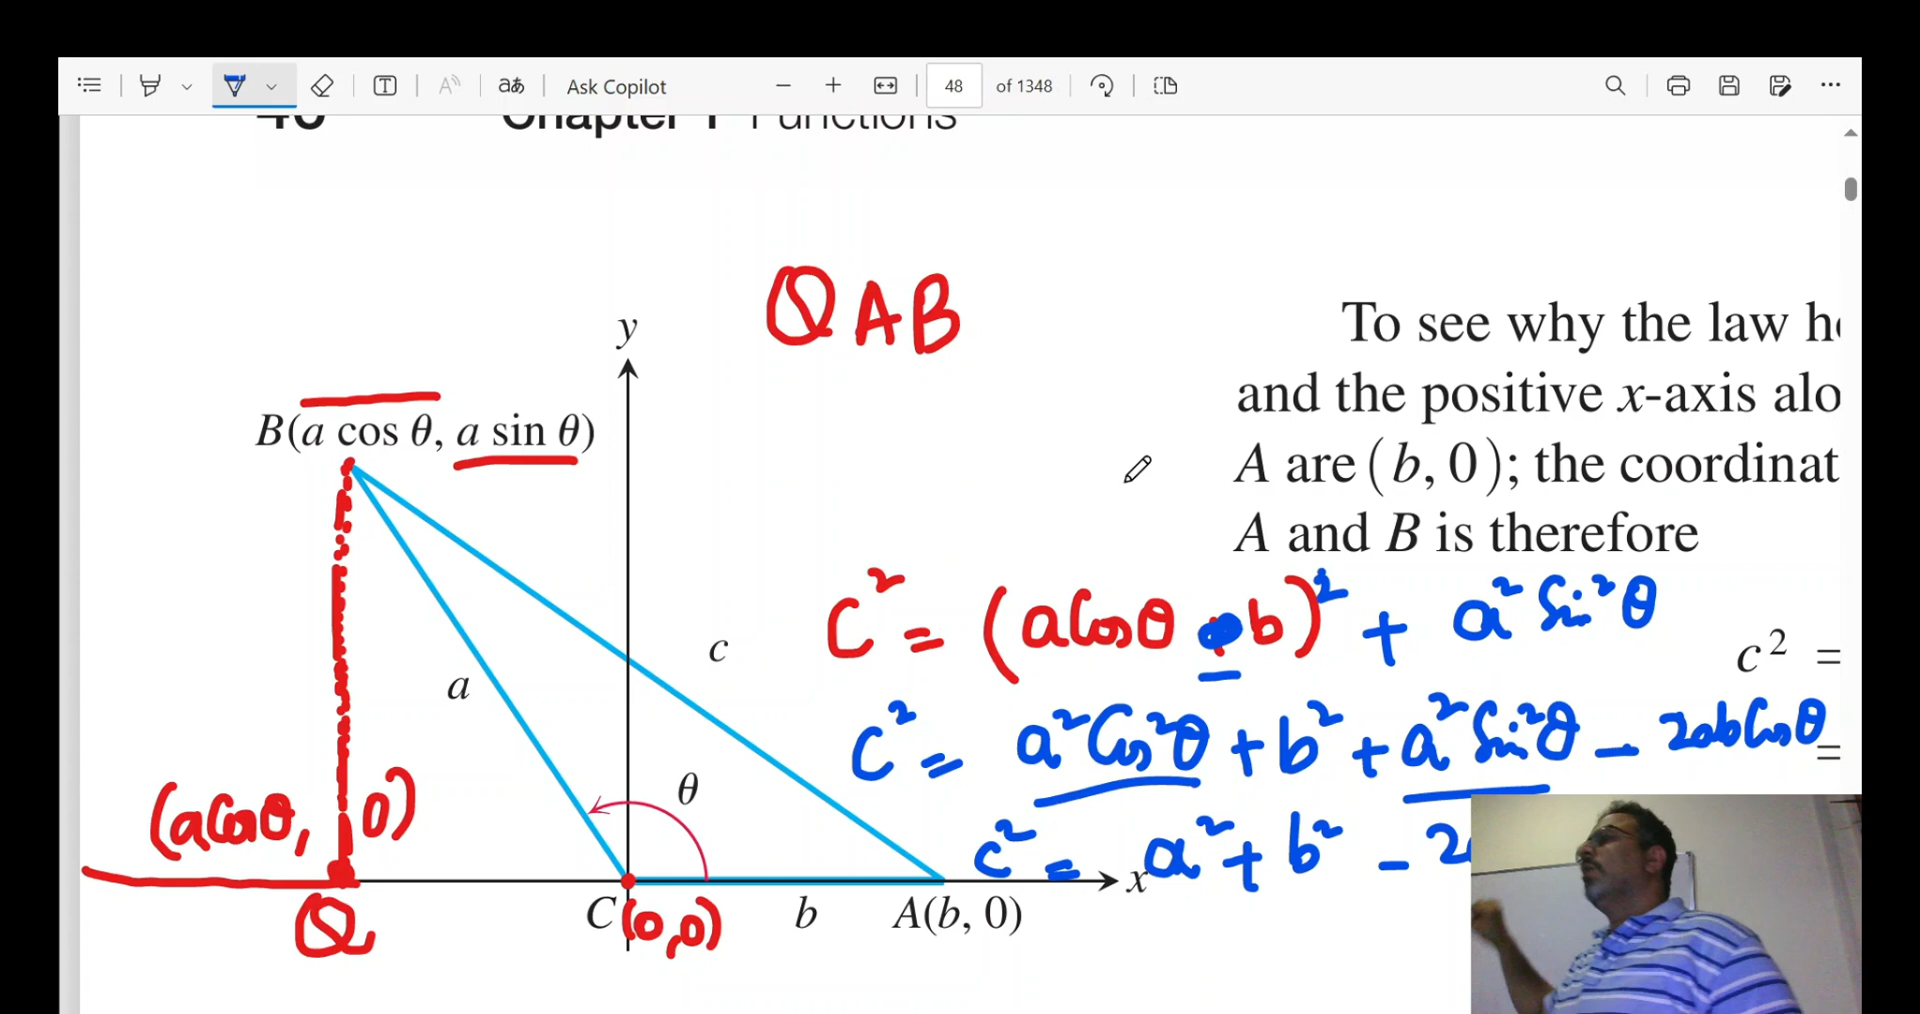 Ask Copilot
48 of 1348
Chapter 1 Functions
QAB
y
To see why the law
B(a cos θ, a sin θ)
and the positive x-axis alo
A are (b, 0); the coordinat
A and B is therefore
C² = (aCosθ - b)² + a² Sin²θ
c
c² =
a
C² = a²Cos²θ + b² + a² Sin²θ - 2abCosθ
=
θ
(aCosθ, 0)
c² = a² + b² - 2
x
Q
C(0,0)
b
A(b, 0)